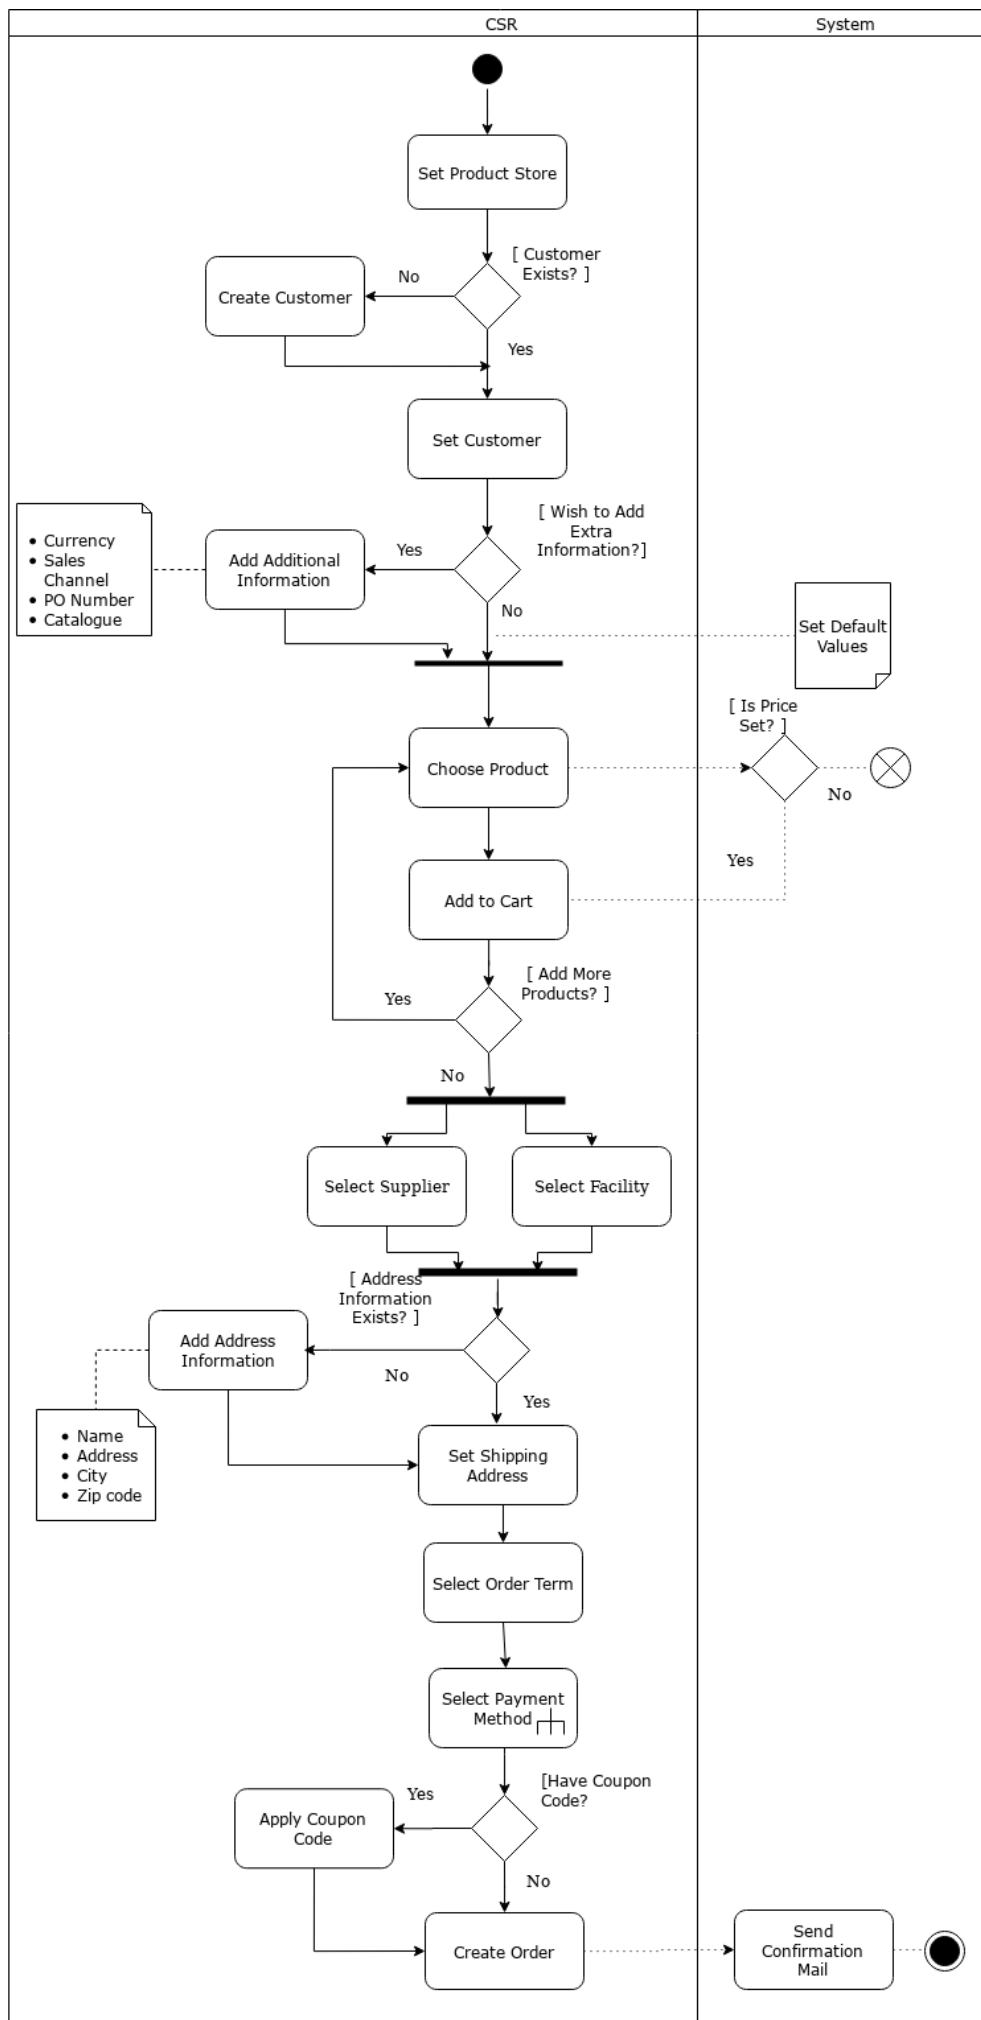 CSR
System
Set Product Store
[ Customer
Exists? ]
No
Create Customer
Yes
Set Customer
[ Wish to Add
Extra
Information?]
• Currency
• Sales
Channel
• PO Number
• Catalogue
Add Additional
Information
Yes
No
Set Default
Values
[ Is Price
Set? ]
Choose Product
No
Yes
Add to Cart
[ Add More
Products? ]
Yes
No
Select Supplier
Select Facility
[ Address
Information
Exists? ]
Add Address
Information
No
Yes
• Name
• Address
• City
• Zip code
Set Shipping
Address
Select Order Term
Select Payment
Method
[Have Coupon
Code?
Yes
Apply Coupon
Code
No
Create Order
Send
Confirmation
Mail